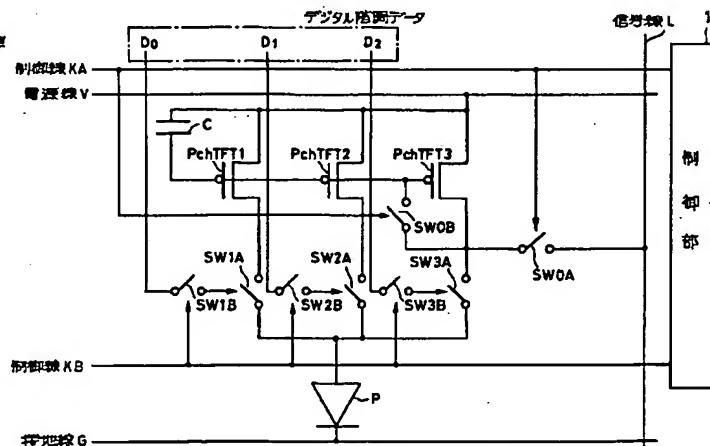 デジタル階調データ
信号線L
D0
D1
D2
制御線KA
電源線V
C
PchTFT1
PchTFT2
PchTFT3
制御部
SW0B
SW0A
SW1A
SW2A
SW3A
SW1B
SW2B
SW3B
制御線KB
P
接地線G